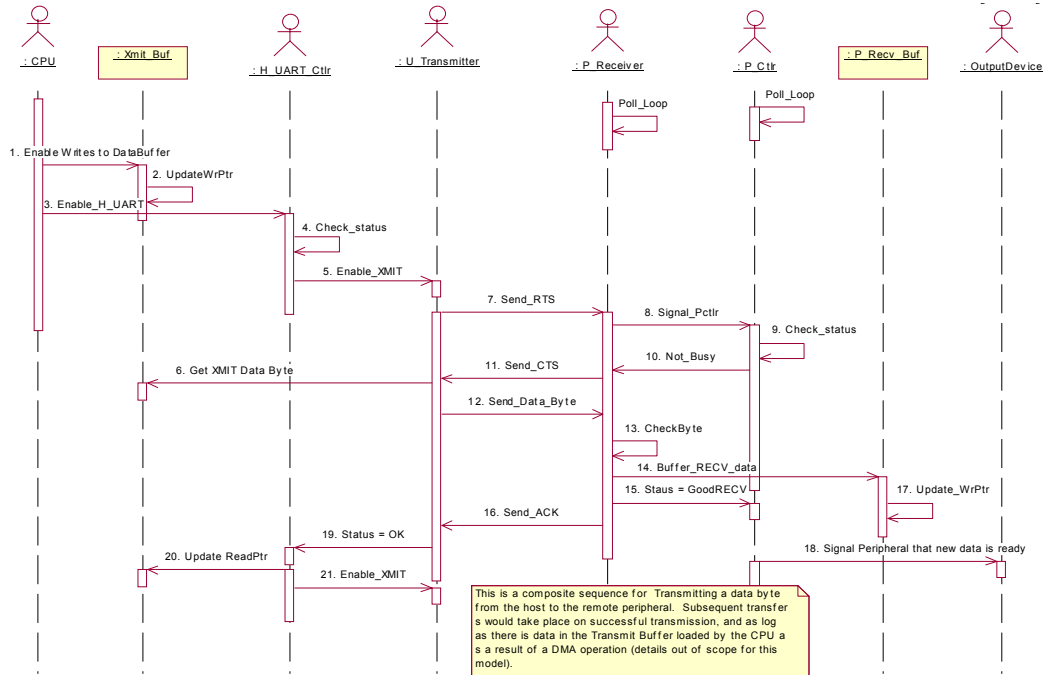 : CPU
: Xmit_Buf
: H_UART_Ctlr
: U_Transmitter
: P_Receiver
: P_Ctlr
: P_Recv_Buf
: OutputDevice
Poll_Loop
Poll_Loop
1. Enable Writes to DataBuffer
2. UpdateWrPtr
3. Enable_H_UART
4. Check_status
5. Enable_XMIT
7. Send_RTS
8. Signal_Pctlr
9. Check_status
10. Not_Busy
11. Send_CTS
6. Get XMIT Data Byte
12. Send_Data_Byte
13. CheckByte
14. Buffer_RECV_data
15. Staus = GoodRECV
17. Update_WrPtr
16. Send_ACK
19. Status = OK
18. Signal Peripheral that new data is ready
20. Update ReadPtr
21. Enable_XMIT
This is a composite sequence for Transmitting a data byte
from the host to the remote peripheral. Subsequent transfer
s would take place on successful transmission, and as log
as there is data in the Transmit Buffer loaded by the CPU a
s a result of a DMA operation (details out of scope for this
model).